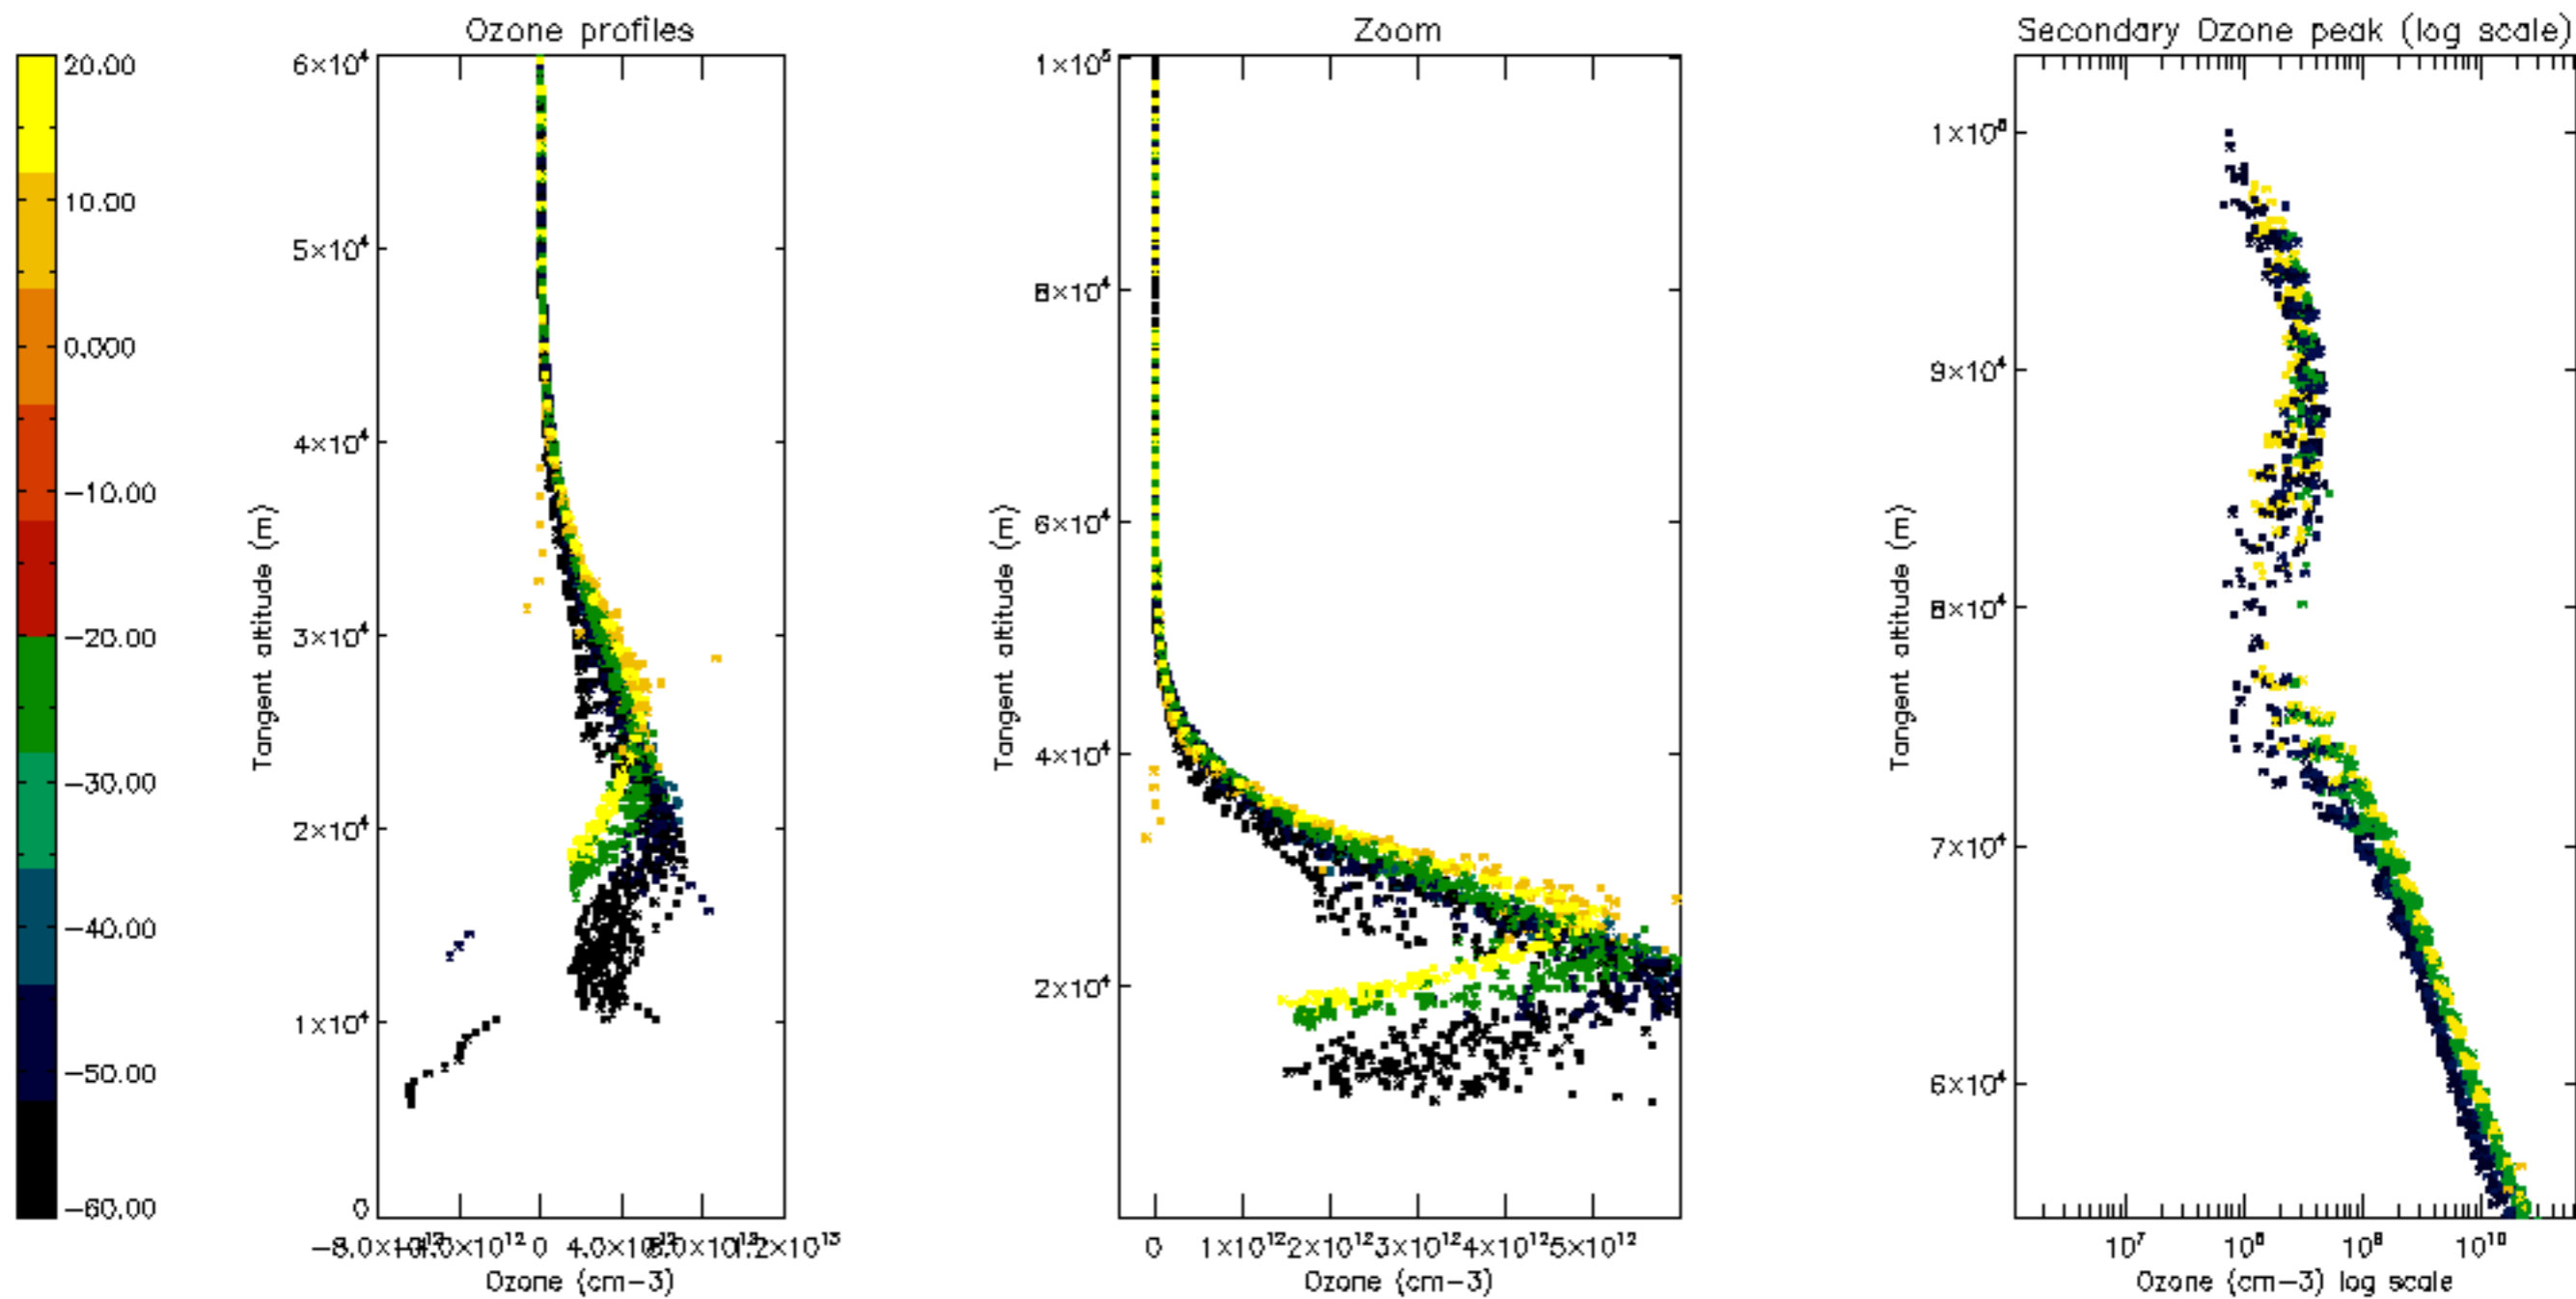 Ozone profiles
Zoom
Secondary Ozone peak (log scale)
20.00
10.00
0.000
−10.00
−20.00
−30.00
−40.00
−50.00
−60.00
Tangent altitude (m)
6×10⁴
5×10⁴
4×10⁴
3×10⁴
2×10⁴
1×10⁴
0
0 1.2×10¹³
Ozone (cm−3)
Tangent altitude (m)
1×10⁵
8×10⁴
6×10⁴
4×10⁴
2×10⁴
0 1×10¹² 2×10¹² 3×10¹² 4×10¹² 5×10¹²
Ozone (cm−3)
Tangent altitude (m)
9×10⁴
8×10⁴
7×10⁴
6×10⁴
10⁷ 10⁸ 10⁹ 10¹⁰
Ozone (cm−3) log scale